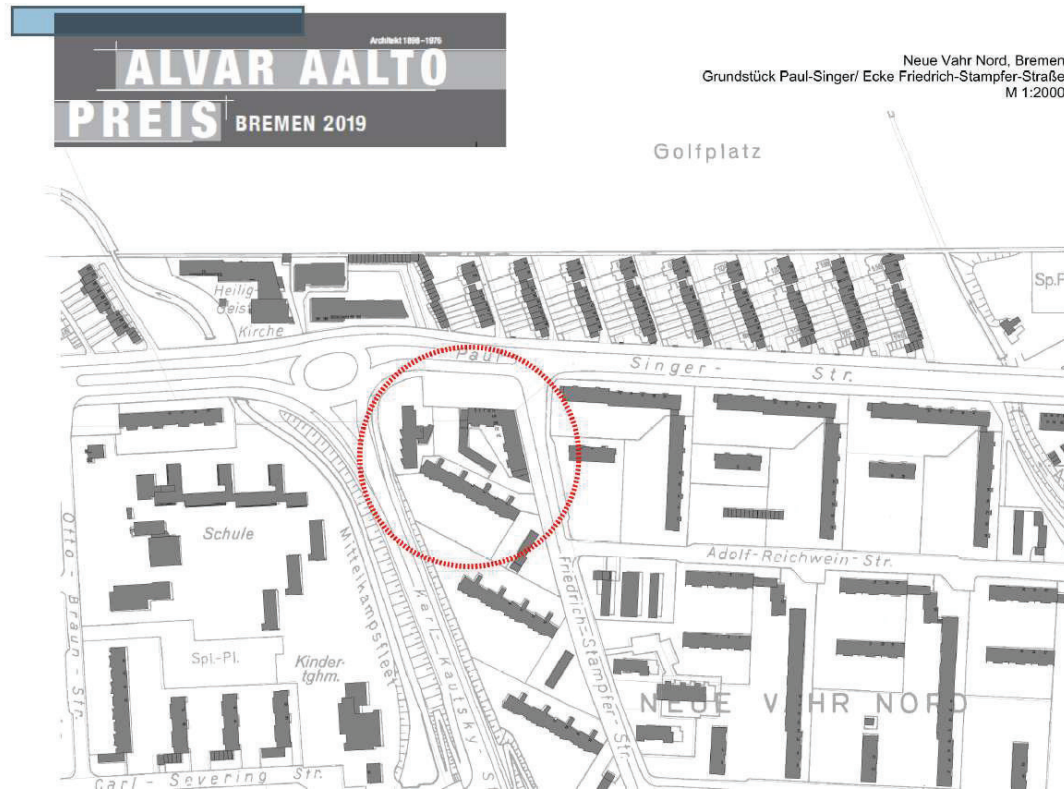 Architekt 1898–1976
ALVAR AALTO
PREIS BREMEN 2019
Neue Vahr Nord, Bremen
Grundstück Paul-Singer/ Ecke Friedrich-Stampfer-Straße
M 1:2000
Golfplatz
Heilig-
Geist
Kirche
Sp.F
Paul
Singer-
Str.
Schule
Otto-Braun-Str.
Mittelkampsfleet
Karl-Kautsky-
S
Friedrich=Stampfer-Str.
Adolf-Reichwein-Str.
Spl.-Pl.
Kinder-
tghm.
NEUE VAHR NORD
Carl-Severing Str.